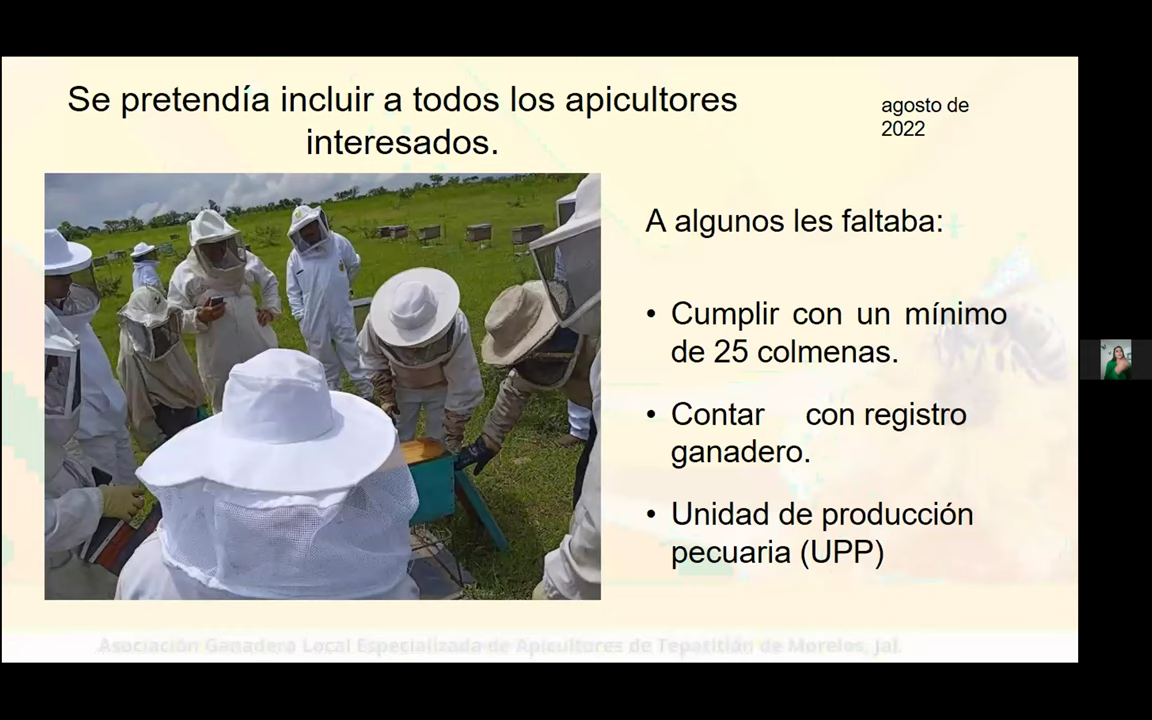 Se pretendía incluir a todos los apicultores
interesados.
agosto de
2022
A algunos les faltaba:
• Cumplir con un mínimo
de 25 colmenas.
• Contar con registro
ganadero.
• Unidad de producción
pecuaria (UPP)
Asociación Ganadera Local Especializada de Apicultores de Tepatitlán de Morelos, Jal.